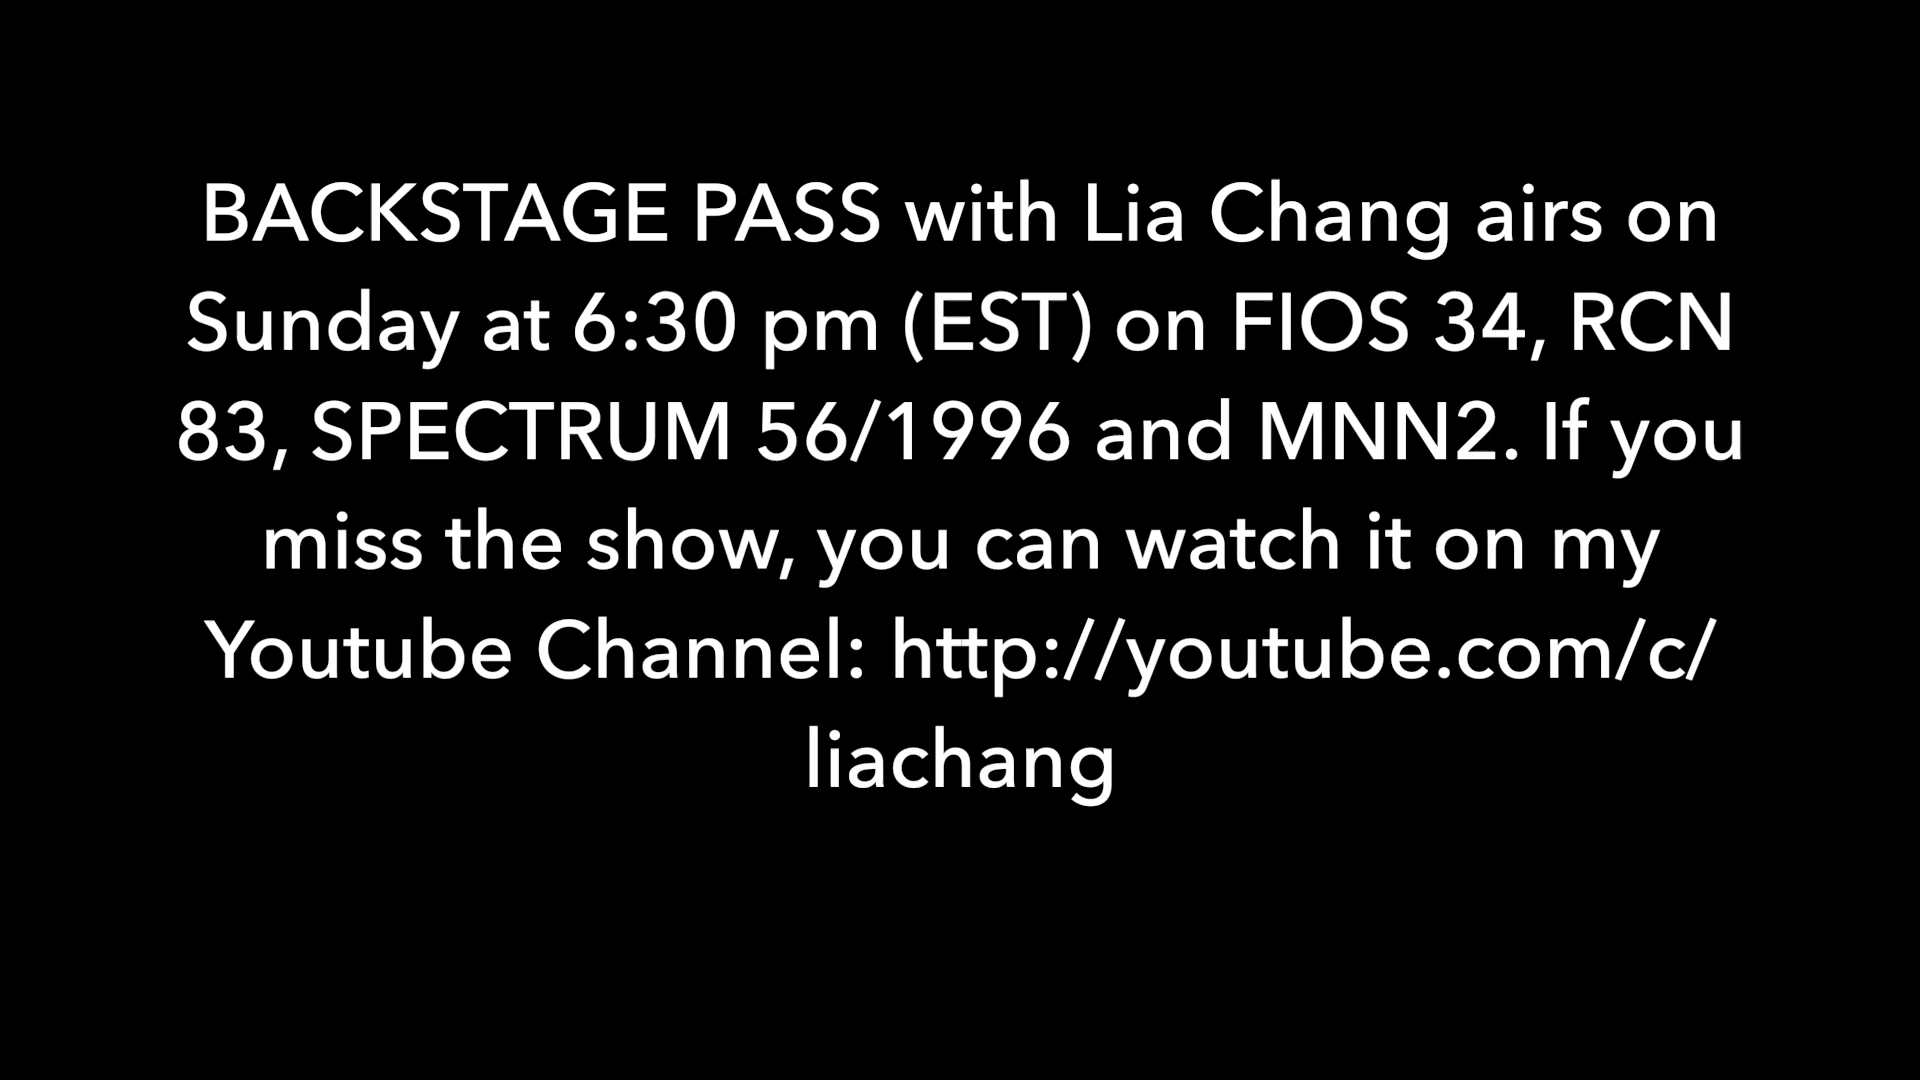 BACKSTAGE PASS with Lia Chang airs on
Sunday at 6:30 pm (EST) on FIOS 34, RCN
83, SPECTRUM 56/1996 and MNN2. If you
miss the show, you can watch it on my
Youtube Channel: http://youtube.com/c/
liachang